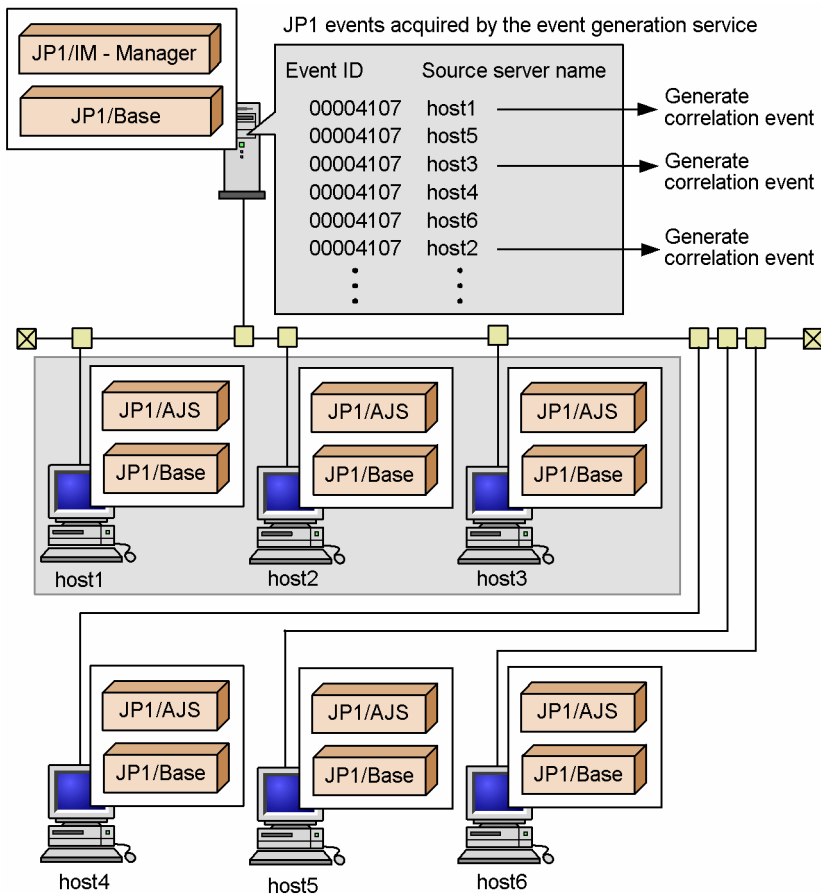 JP1 events acquired by the event generation service
JP1/IM - Manager
JP1/Base
Event ID Source server name
00004107 host1 Generate correlation event
00004107 host5
00004107 host3 Generate correlation event
00004107 host4
00004107 host6
00004107 host2 Generate correlation event
JP1/AJS
JP1/Base
host1
JP1/AJS
JP1/Base
host2
JP1/AJS
JP1/Base
host3
JP1/AJS
JP1/Base
host4
JP1/AJS
JP1/Base
host5
JP1/AJS
JP1/Base
host6